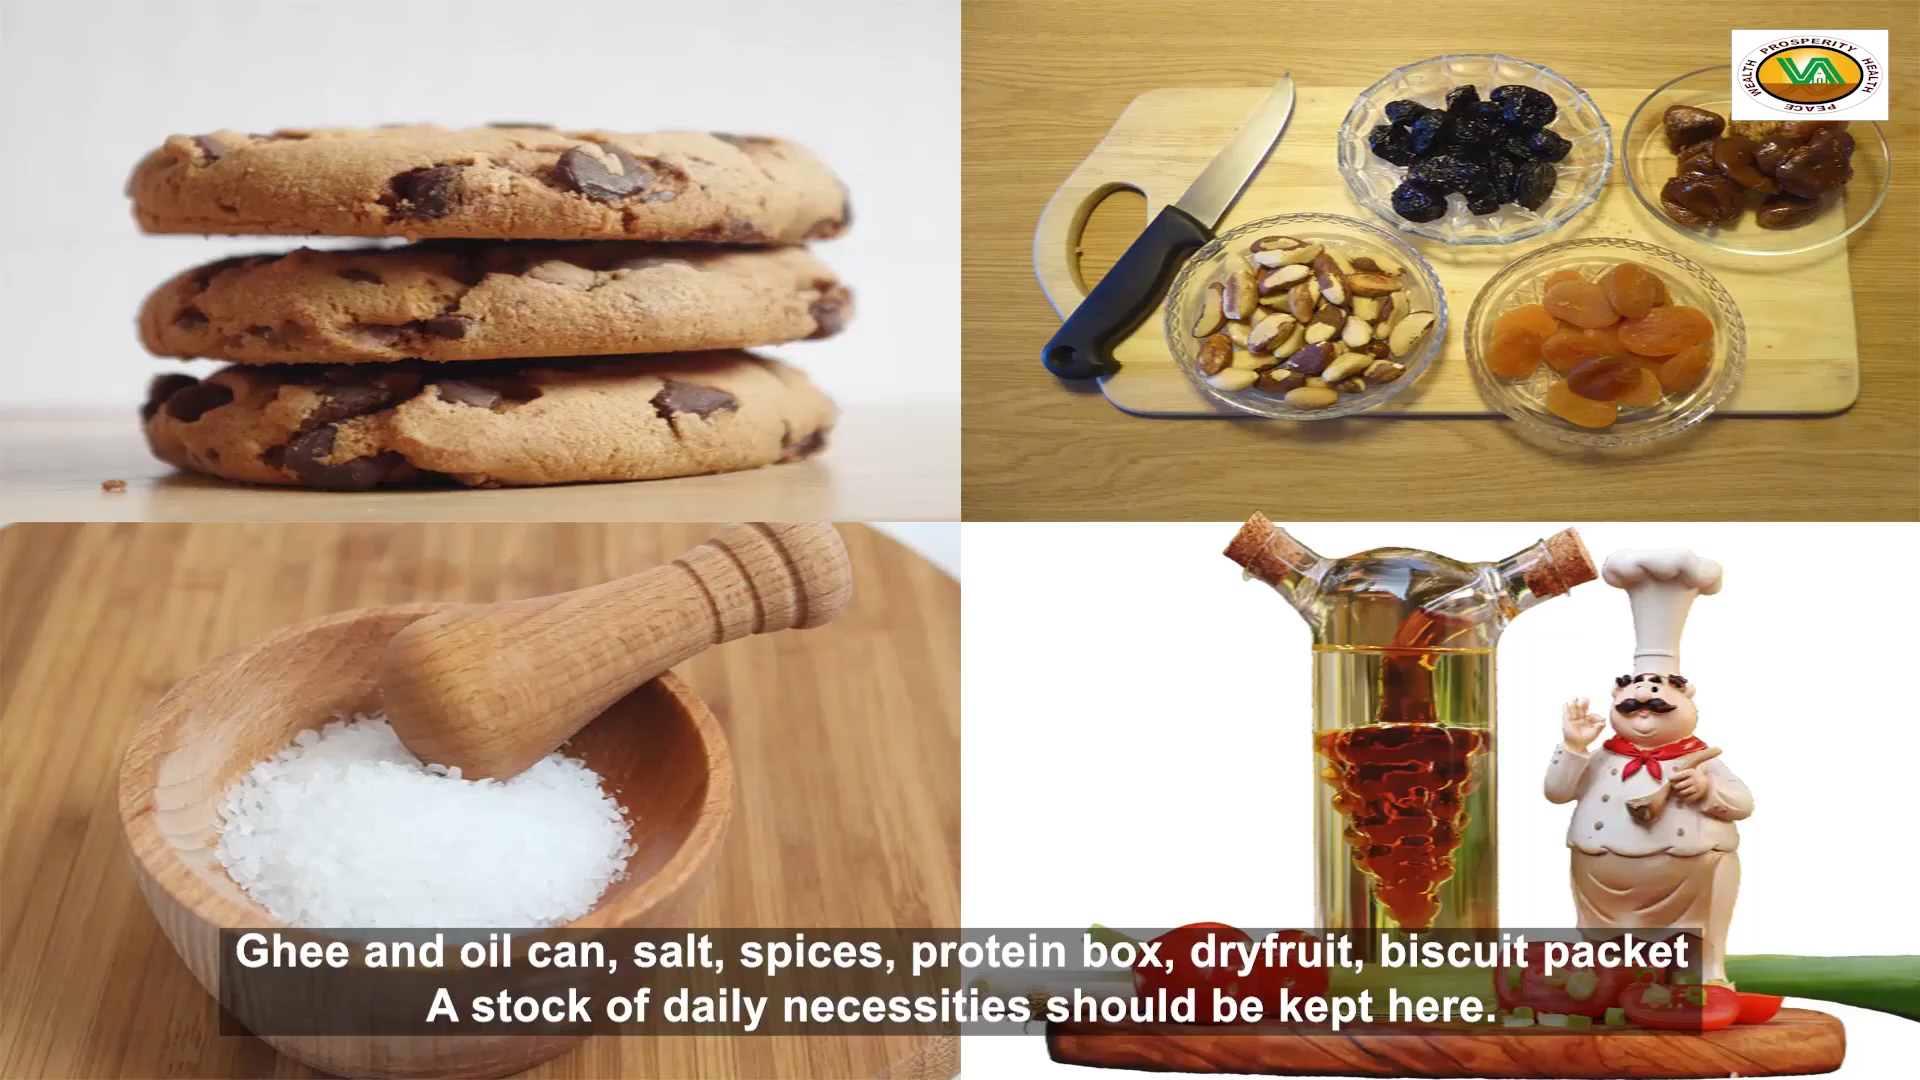 WEALTH PROSPERITY HEALTH
PEACE
VA
Ghee and oil can, salt, spices, protein box, dryfruit, biscuit packet
A stock of daily necessities should be kept here.